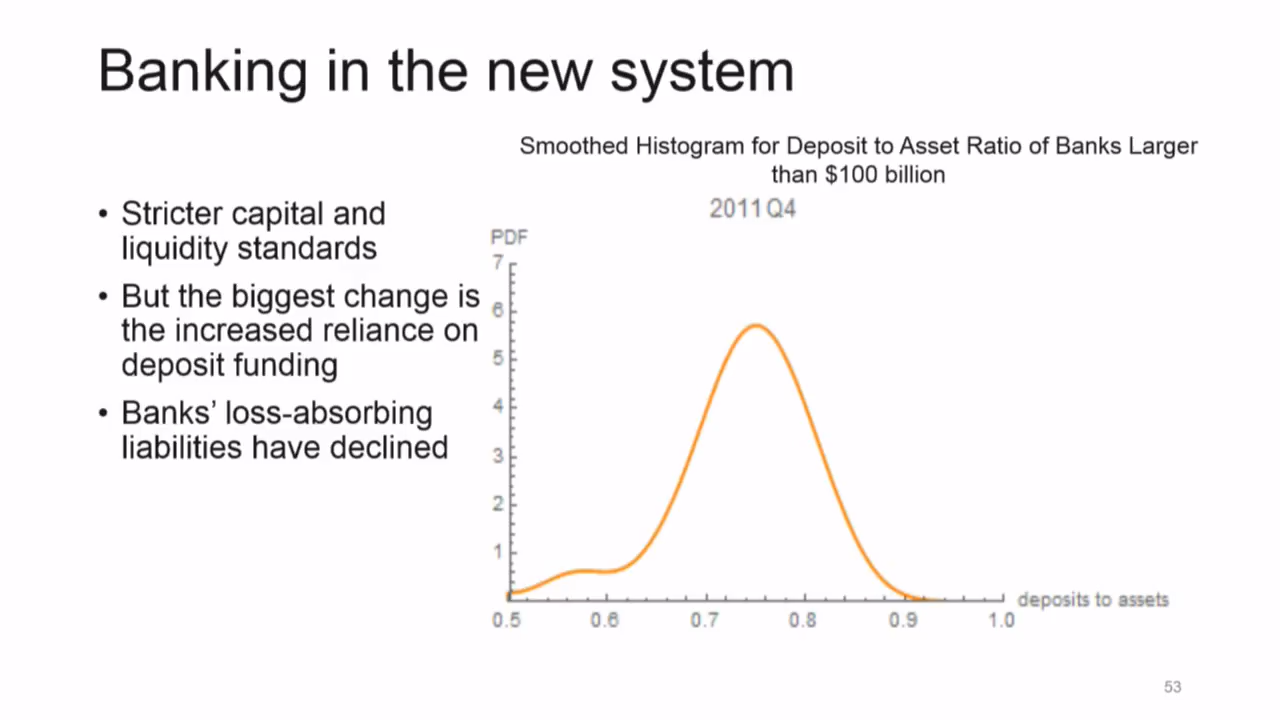 Banking in the new system
Smoothed Histogram for Deposit to Asset Ratio of Banks Larger
than $100 billion
2011 Q4
• Stricter capital and
liquidity standards
• But the biggest change is
the increased reliance on
deposit funding
• Banks’ loss-absorbing
liabilities have declined
PDF
7
6
5
4
3
2
1
0.5 0.6 0.7 0.8 0.9 1.0
deposits to assets
53